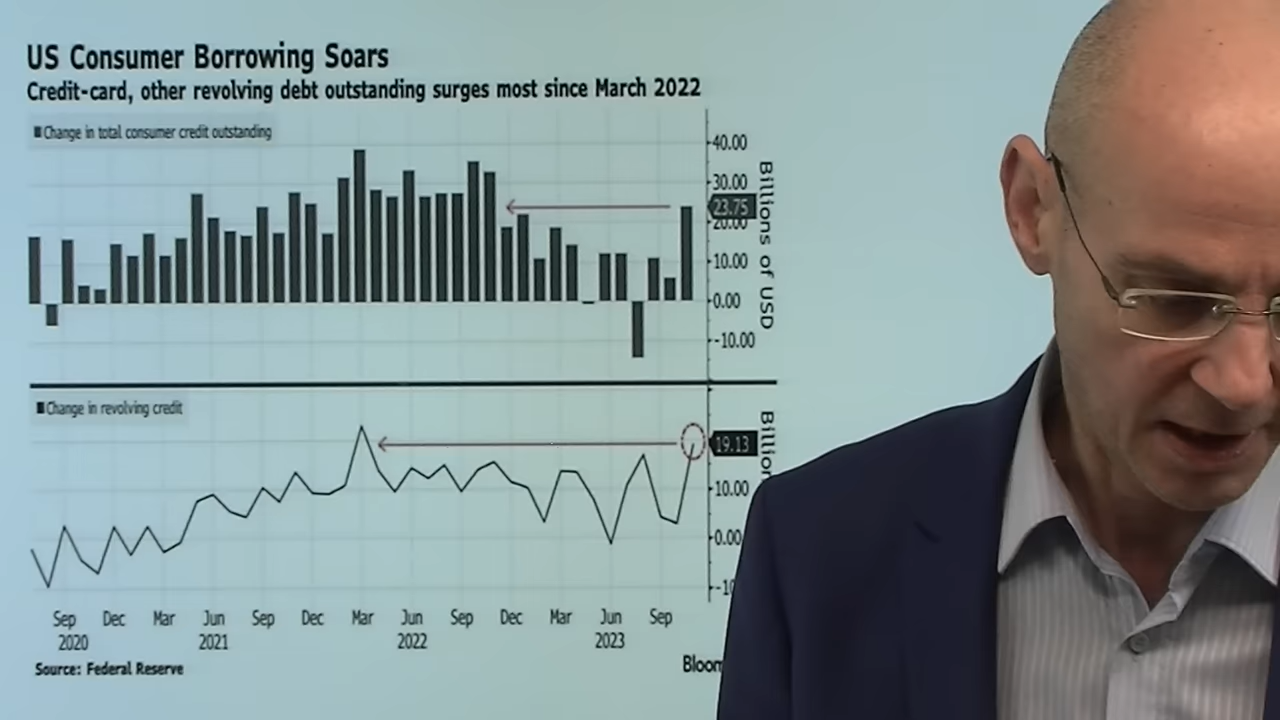 US Consumer Borrowing Soars
Credit-card, other revolving debt outstanding surges most since March 2022
Change in total consumer credit outstanding
40.00
30.00
23.75
20.00
10.00
0.00
-10.00
Billions of USD
Change in revolving credit
19.13
10.00
0.00
-10
Billion
Sep Dec Mar Jun Sep Dec Mar Jun Sep Dec Mar Jun Sep
2020 2021 2022 2023
Source: Federal Reserve
Bloom